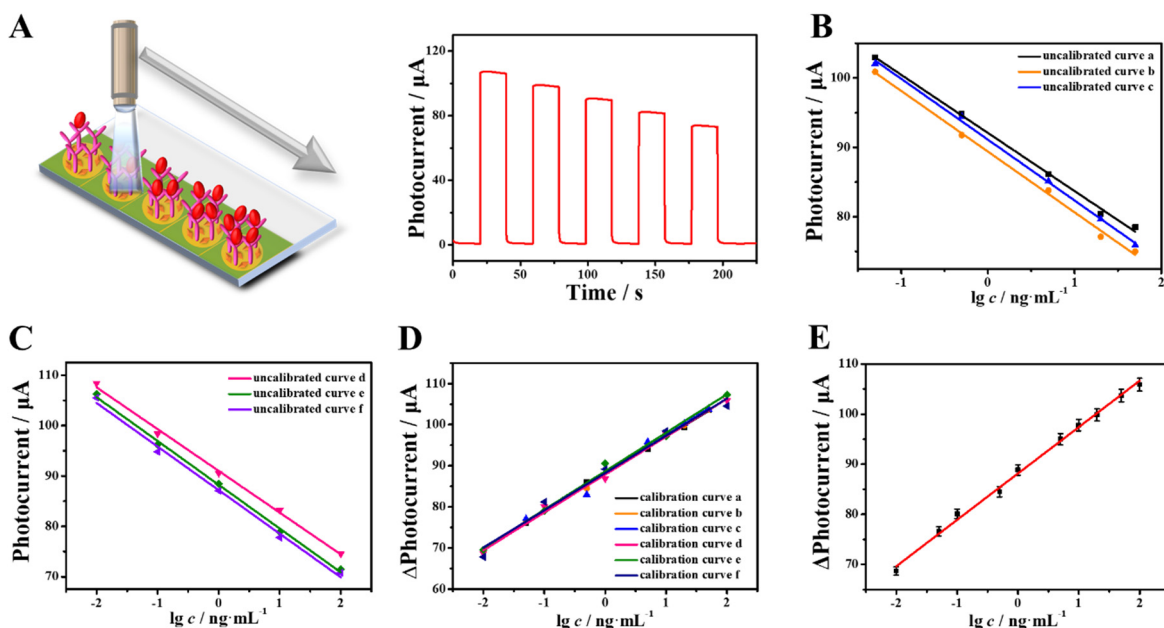 A
Photocurrent / μA
120
80
40
0
0
50
100
150
200
Time / s
B
Photocurrent / μA
100
90
80
uncalibrated curve a
uncalibrated curve b
uncalibrated curve c
-1
0
1
2
lg c / ng·mL⁻¹
C
Photocurrent / μA
110
105
100
95
90
85
80
75
70
uncalibrated curve d
uncalibrated curve e
uncalibrated curve f
-2
-1
0
1
2
lg c / ng·mL⁻¹
D
ΔPhotocurrent / μA
110
100
90
80
70
60
calibration curve a
calibration curve b
calibration curve c
calibration curve d
calibration curve e
calibration curve f
-2
-1
0
1
2
lg c / ng·mL⁻¹
E
ΔPhotocurrent / μA
110
100
90
80
70
-2
-1
0
1
2
lg c / ng·mL⁻¹